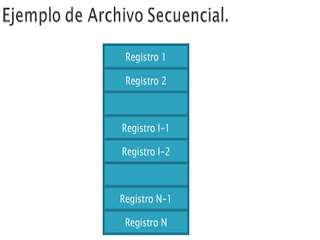 Ejemplo de Archivo Secuencial.
Registro 1
Registro 2
Registro I-1
Registro I-2
Registro N-1
Registro N